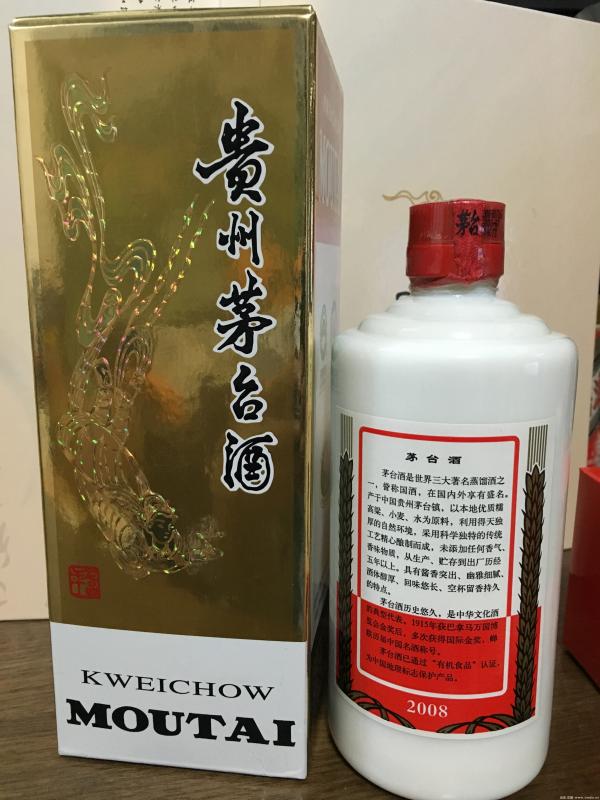 貴州茅台酒
KWEICHOW
MOUTAI
茅台
茅台酒
茅台酒是世界三大著名蒸馏酒之
一，誉称国酒，在国内外享有盛名。
产于中国贵州茅台镇，以本地优质糯
高粱、小麦、水为原料，利用得天独
厚的自然环境，采用科学独特的传统
工艺精心酿制而成，未添加任何香气、
香味物质，从生产、贮存到出厂历经
五年以上。具有酱香突出、幽雅细腻、
酒体醇厚、回味悠长、空杯留香持久
的特点。
茅台酒历史悠久，是中华文化酒
的典型代表，1915年获巴拿马万国博
览会金奖后，多次获得国际金奖，蝉
联历届中国名酒称号。
茅台酒已通过“有机食品”认证，
为中国地理标志保护产品。
2008